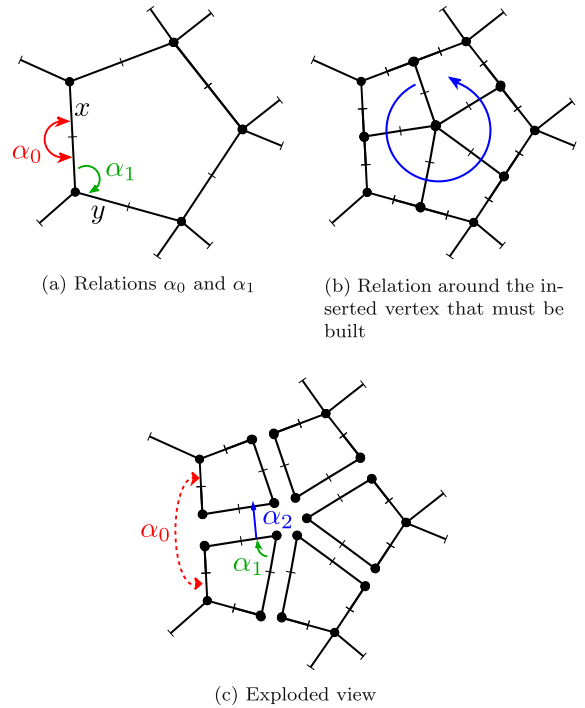 x
α₀
α₁
y
(a) Relations α₀ and α₁
(b) Relation around the in-
serted vertex that must be
built
α₂
α₀
α₁
(c) Exploded view